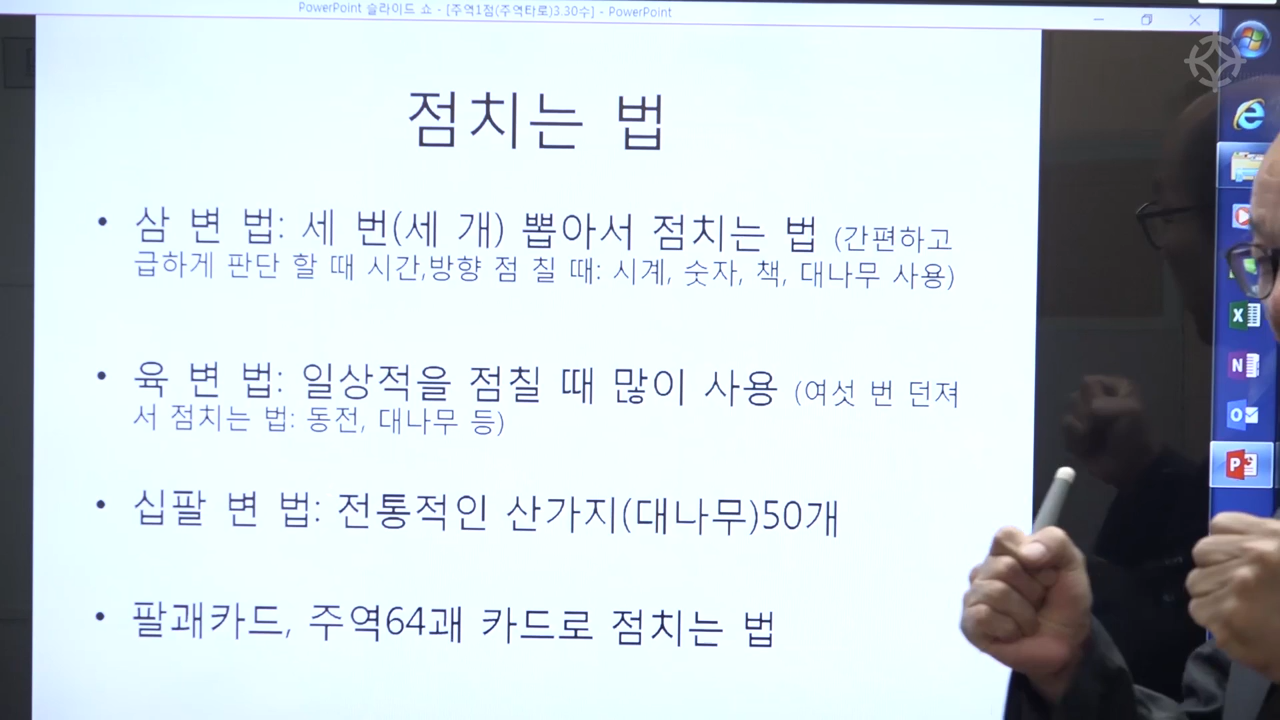 PowerPoint 슬라이드 쇼 - [주역1점(주역타로)3.30수] - PowerPoint
점치는 법
• 삼 변 법: 세 번(세 개) 뽑아서 점치는 법 (간편하고
급하게 판단 할 때 시간,방향 점 칠 때: 시계, 숫자, 책, 대나무 사용)
• 육 변 법: 일상적을 점칠 때 많이 사용 (여섯 번 던져
서 점치는 법: 동전, 대나무 등)
• 십팔 변 법: 전통적인 산가지(대나무)50개
• 팔괘카드, 주역64괘 카드로 점치는 법